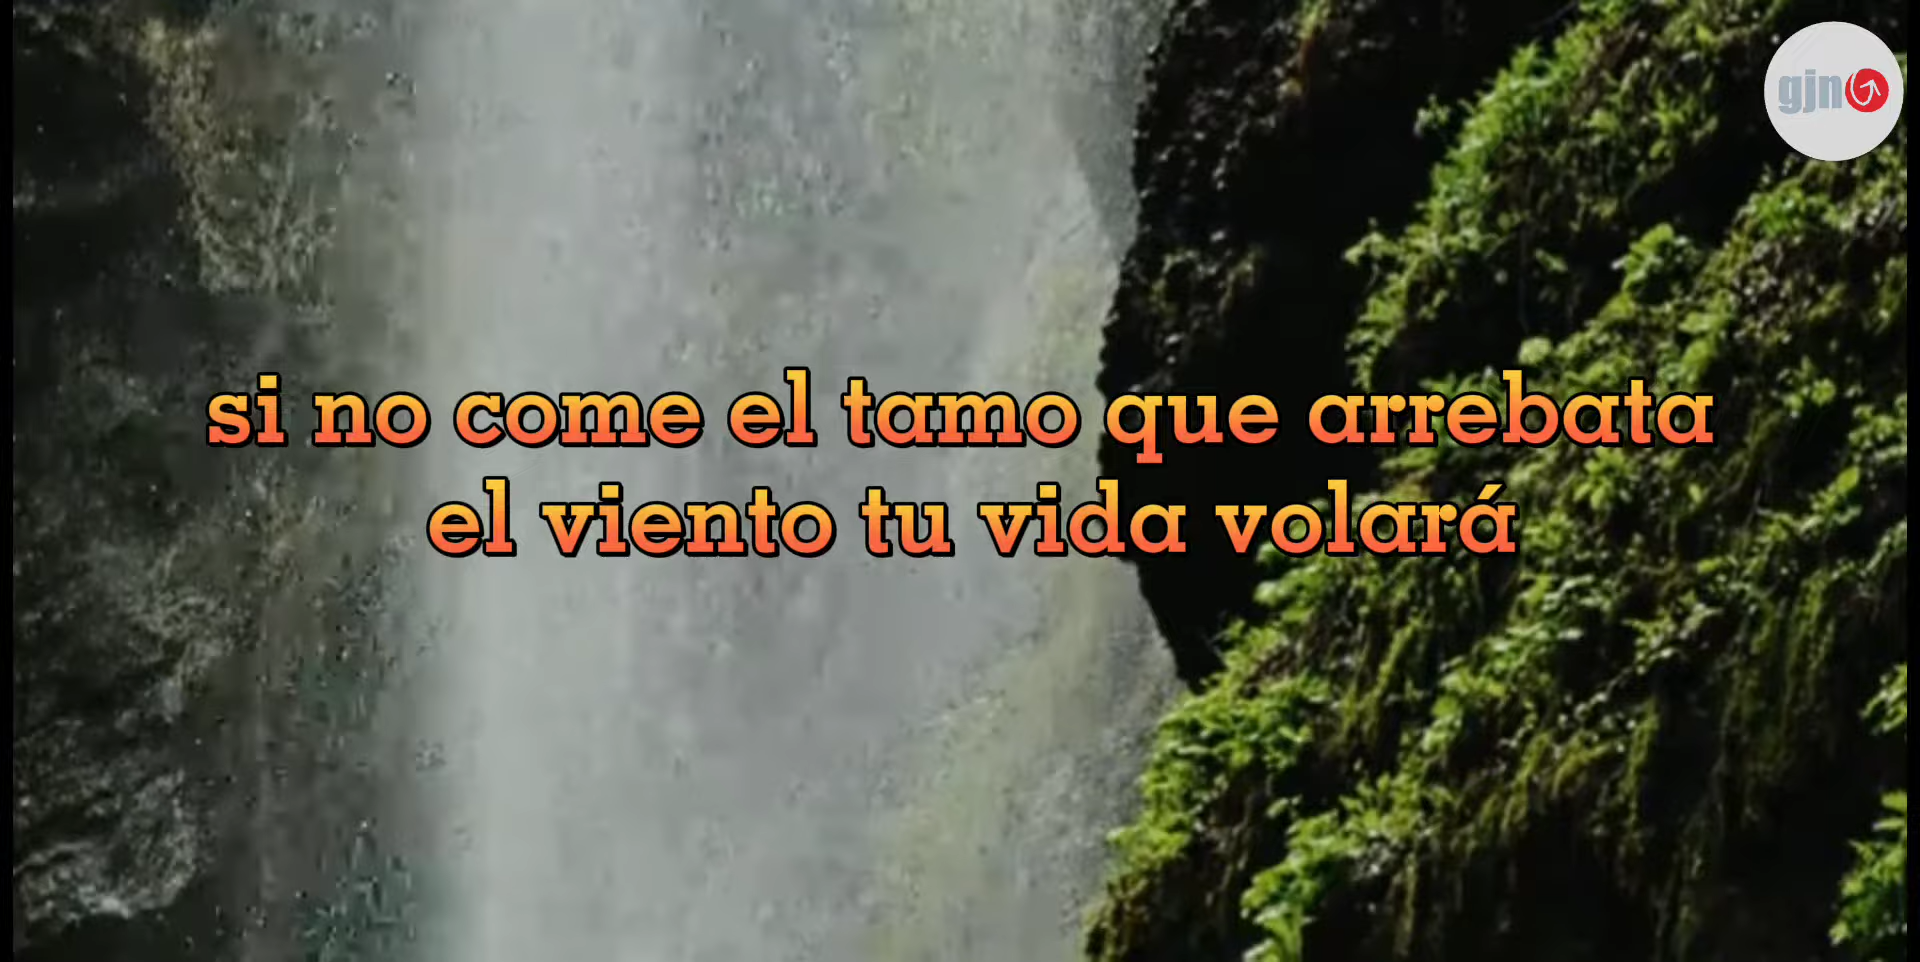 gjn
si no come el tamo que arrebata
el viento tu vida volará